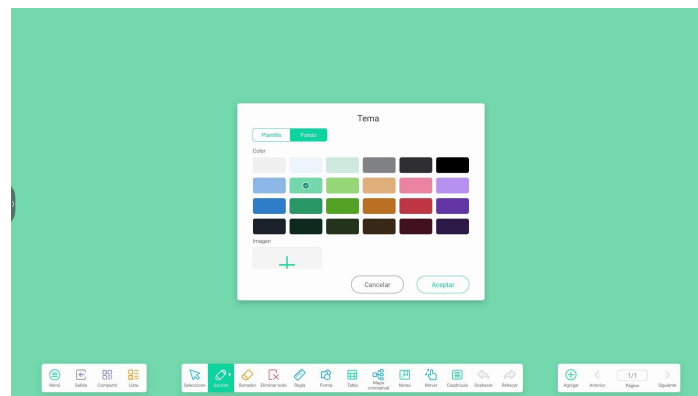 Tema
Plantilla Fondo
Color
Imagen
Cancelar Aceptar
Menú Salida Compartir Lista Seleccione Escribir Borrador Eliminar todo Regla Forma Tabla Mapa conceptual Notas Mover Cuadrícula Deshacer Rehacer Agregar Anterior 1/1 Página Siguiente